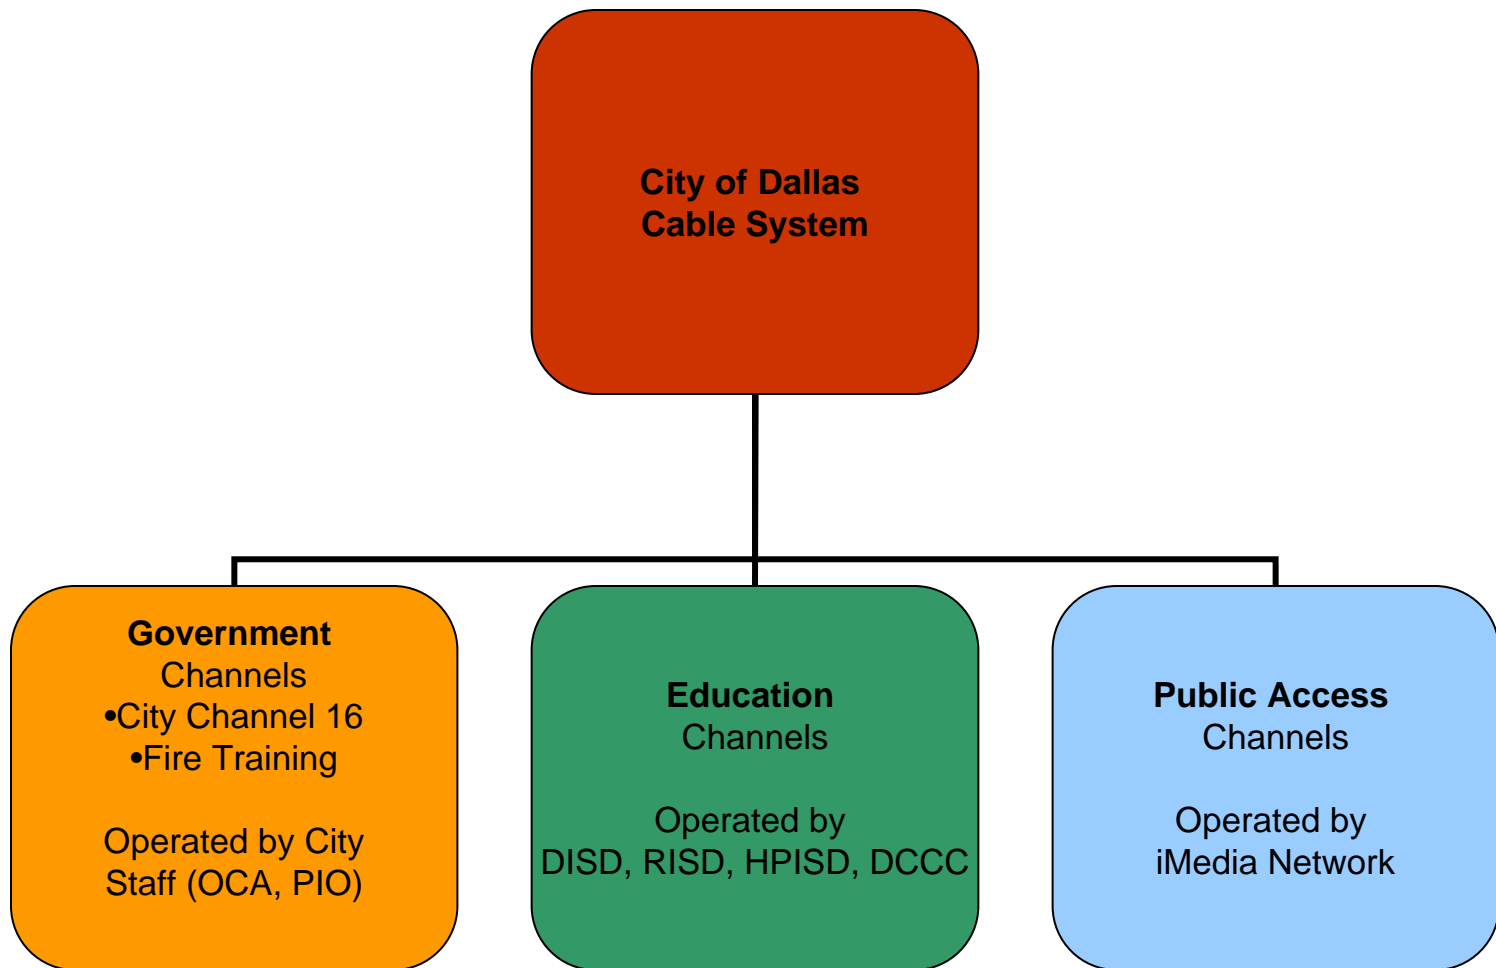 City of Dallas
Cable System
Government
Channels
•City Channel 16
•Fire Training
Operated by City
Staff (OCA, PIO)
Education
Channels
Operated by
DISD, RISD, HPISD, DCCC
Public Access
Channels
Operated by
iMedia Network